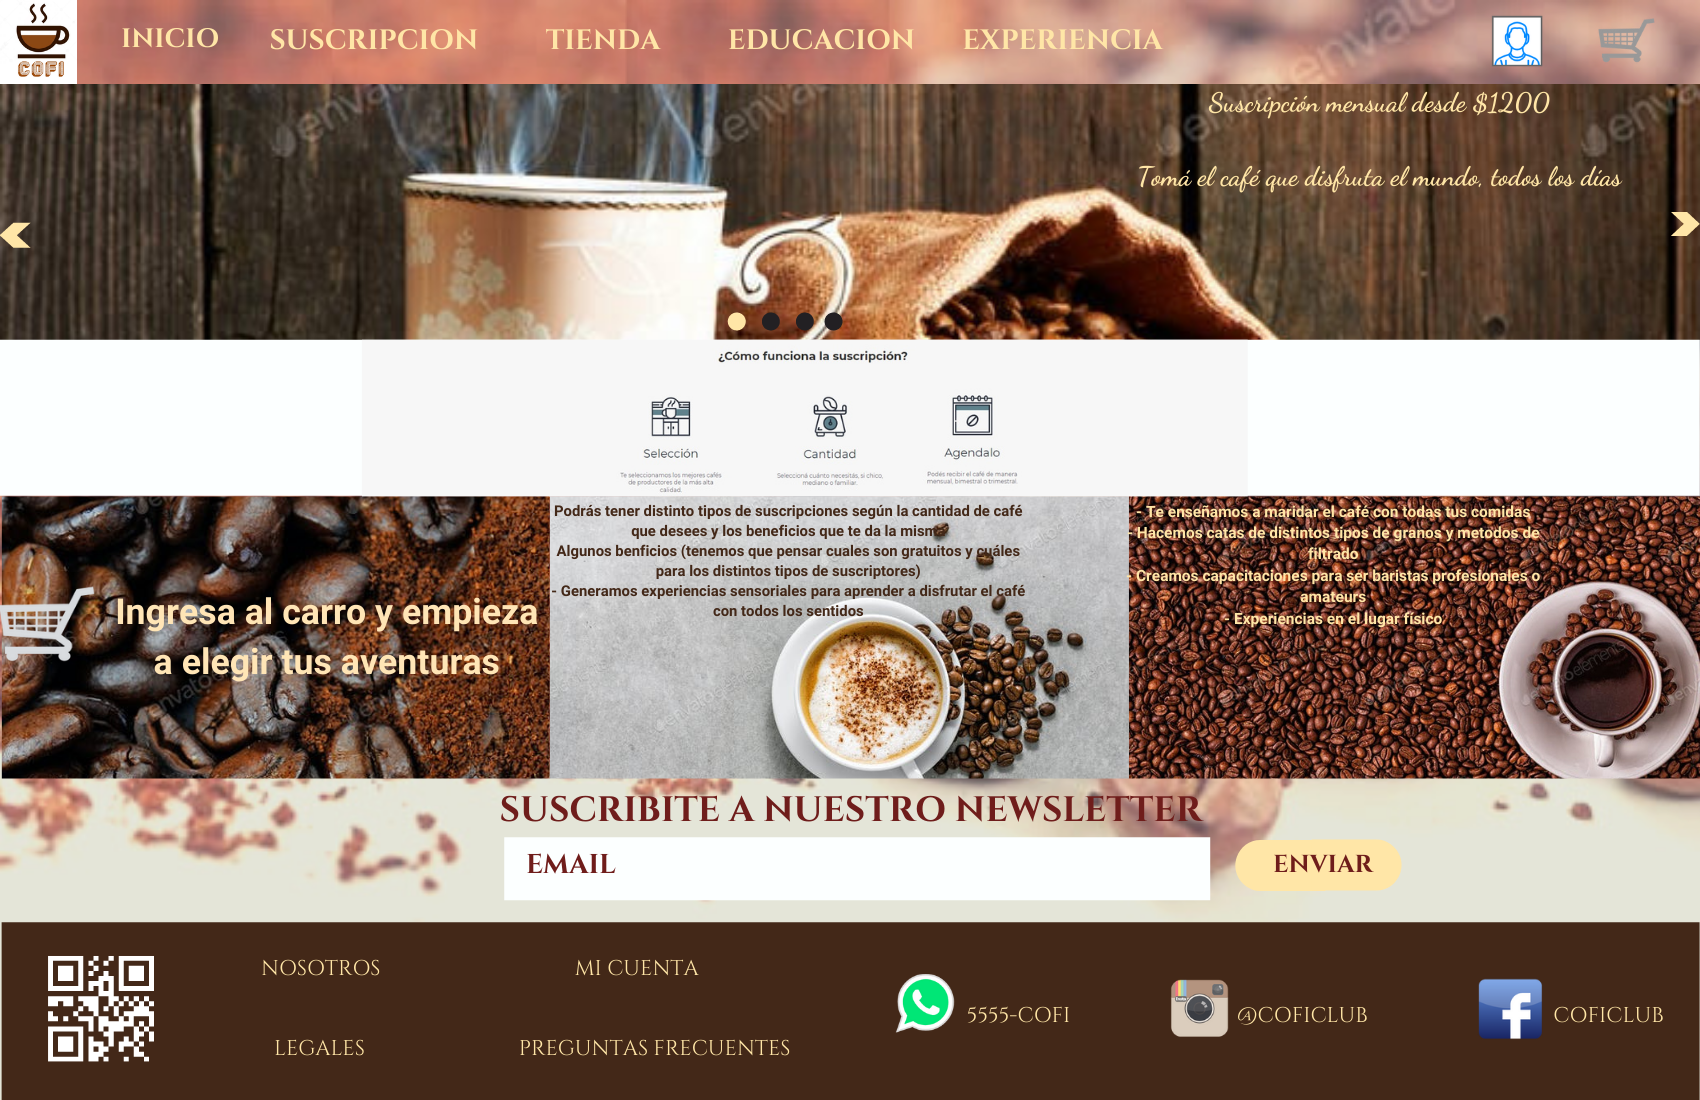 COFI
INICIO
SUSCRIPCION
TIENDA
EDUCACION
EXPERIENCIA
Suscripción mensual desde $1200
Tomá el café que disfruta el mundo, todos los días
¿Cómo funciona la suscripción?
Selección
Te seleccionamos los mejores cafés
de productores de la más alta
calidad.
Cantidad
Seleccioná cuánto necesitás, si chico,
mediano o familiar.
Agendalo
Podés recibir el café de manera
mensual, bimestral o trimestral.
Ingresa al carro y empieza
a elegir tus aventuras
Podrás tener distinto tipos de suscripciones según la cantidad de café
que desees y los beneficios que te da la misma
Algunos benficios (tenemos que pensar cuales son gratuitos y cuáles
para los distintos tipos de suscriptores)
- Generamos experiencias sensoriales para aprender a disfrutar el café
con todos los sentidos
- Te enseñamos a maridar el café con todas tus comidas
- Hacemos catas de distintos tipos de granos y metodos de
filtrado
- Creamos capacitaciones para ser baristas profesionales o
amateurs
- Experiencias en el lugar físico
SUSCRIBITE A NUESTRO NEWSLETTER
EMAIL
ENVIAR
NOSOTROS
MI CUENTA
LEGALES
PREGUNTAS FRECUENTES
5555-COFI
@COFICLUB
COFICLUB